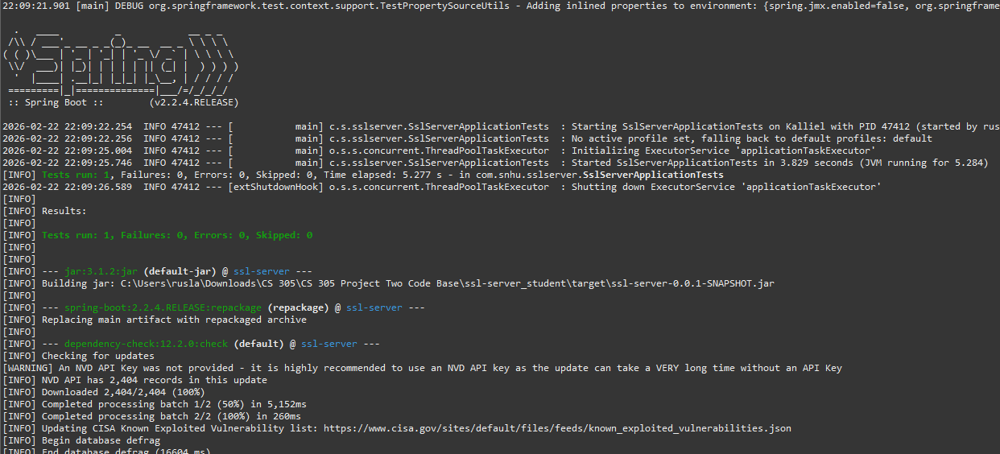 22:09:21.901 [main] DEBUG org.springframework.test.context.support.TestPropertySourceUtils - Adding inlined properties to environment: {spring.jmx.enabled=false, org.springframe
  .   ____          _            __ _ _
 /\\ / ___'_ __ _ _(_)_ __  __ _ \ \ \ \
( ( )\___ | '_ | '_| | '_ \/ _` | \ \ \ \
 \\/  ___)| |_)| | | | | || (_| |  ) ) ) )
  '  |____| .__|_| |_|_| |_\__, | / / / /
 =========|_|==============|___/=/_/_/_/
 :: Spring Boot ::        (v2.2.4.RELEASE)
2026-02-22 22:09:22.254  INFO 47412 --- [           main] c.s.sslserver.SslServerApplicationTests  : Starting SslServerApplicationTests on Kalliel with PID 47412 (started by rus
2026-02-22 22:09:22.256  INFO 47412 --- [           main] c.s.sslserver.SslServerApplicationTests  : No active profile set, falling back to default profiles: default
2026-02-22 22:09:25.004  INFO 47412 --- [           main] o.s.s.concurrent.ThreadPoolTaskExecutor  : Initializing ExecutorService 'applicationTaskExecutor'
2026-02-22 22:09:25.746  INFO 47412 --- [           main] c.s.sslserver.SslServerApplicationTests  : Started SslServerApplicationTests in 3.829 seconds (JVM running for 5.284)
[INFO] Tests run: 1, Failures: 0, Errors: 0, Skipped: 0, Time elapsed: 5.277 s - in com.snhu.sslserver.SslServerApplicationTests
2026-02-22 22:09:26.589  INFO 47412 --- [extShutdownHook] o.s.s.concurrent.ThreadPoolTaskExecutor  : Shutting down ExecutorService 'applicationTaskExecutor'
[INFO]
[INFO] Results:
[INFO]
[INFO] Tests run: 1, Failures: 0, Errors: 0, Skipped: 0
[INFO]
[INFO]
[INFO] --- jar:3.1.2:jar (default-jar) @ ssl-server ---
[INFO] Building jar: C:\Users\rusla\Downloads\CS 305\CS 305 Project Two Code Base\ssl-server_student\target\ssl-server-0.0.1-SNAPSHOT.jar
[INFO]
[INFO] --- spring-boot:2.2.4.RELEASE:repackage (repackage) @ ssl-server ---
[INFO] Replacing main artifact with repackaged archive
[INFO]
[INFO] --- dependency-check:12.2.0:check (default) @ ssl-server ---
[INFO] Checking for updates
[WARNING] An NVD API Key was not provided - it is highly recommended to use an NVD API key as the update can take a VERY long time without an API Key
[INFO] NVD API has 2,404 records in this update
[INFO] Downloaded 2,404/2,404 (100%)
[INFO] Completed processing batch 1/2 (50%) in 5,152ms
[INFO] Completed processing batch 2/2 (100%) in 260ms
[INFO] Updating CISA Known Exploited Vulnerability list: https://www.cisa.gov/sites/default/files/feeds/known_exploited_vulnerabilities.json
[INFO] Begin database defrag
[INFO] End database defrag (16604 ms)